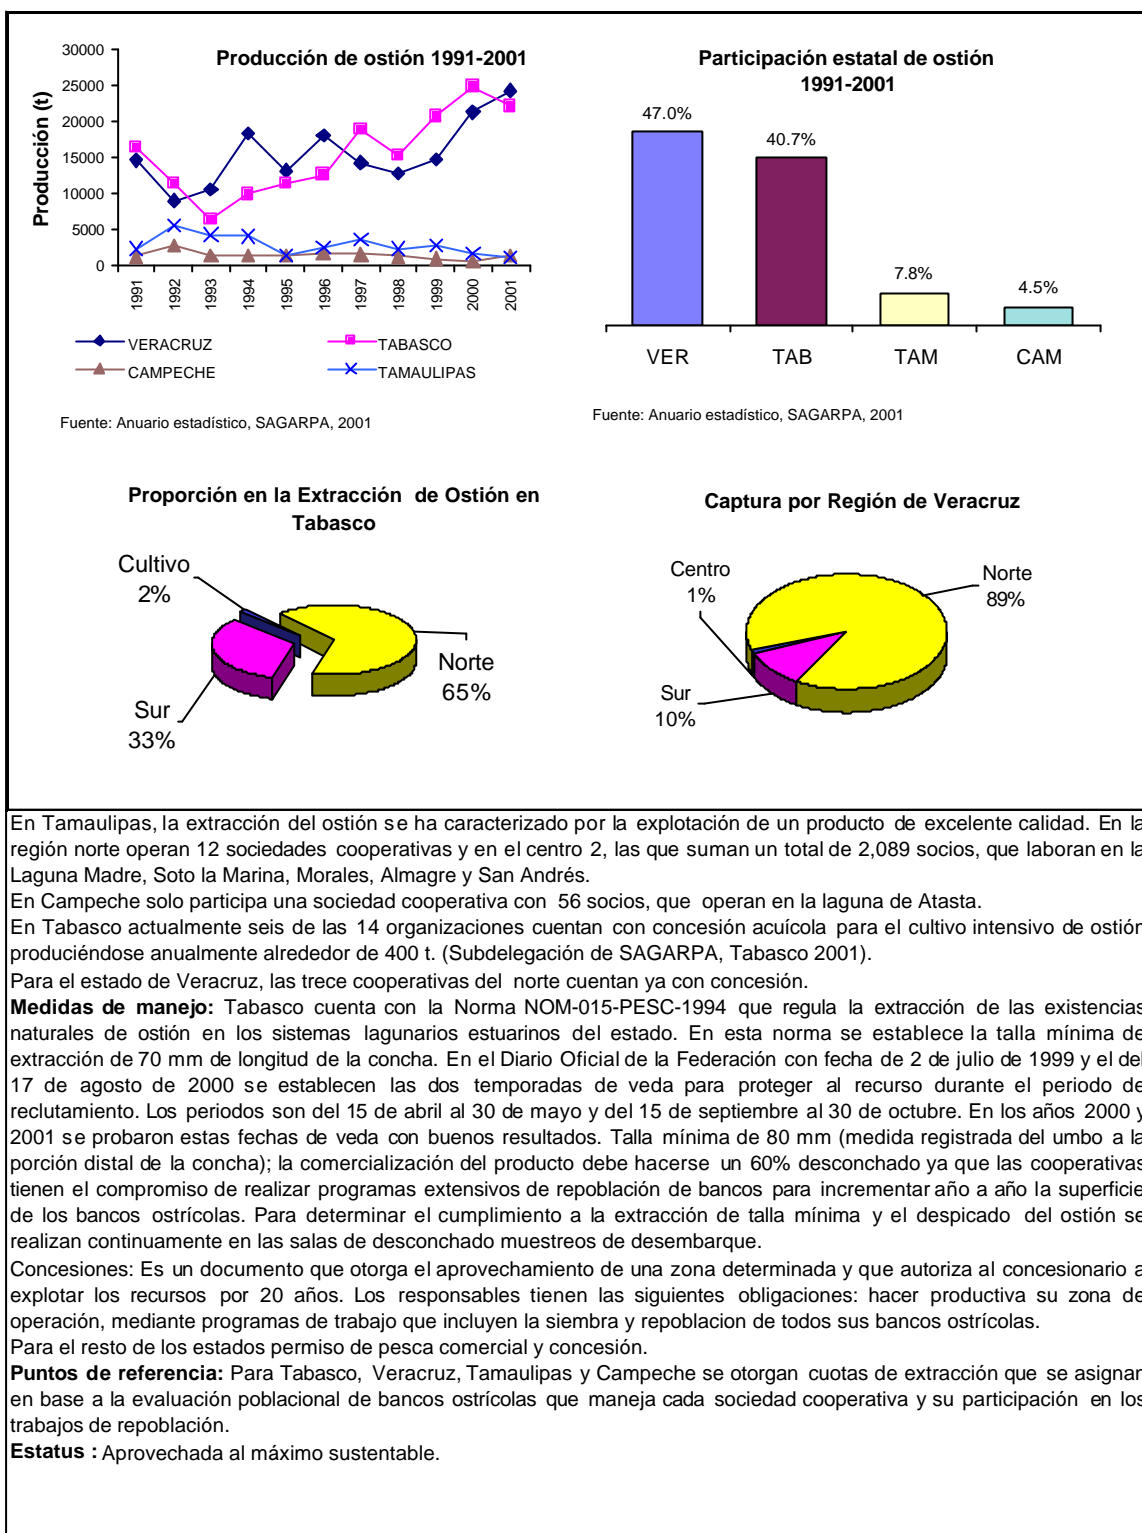 Producción de ostión 1991-2001
Producción (t)
30000
25000
20000
15000
10000
5000
0
1991
1992
1993
1994
1995
1996
1997
1998
1999
2000
2001
VERACRUZ
TABASCO
CAMPECHE
TAMAULIPAS
Fuente: Anuario estadístico, SAGARPA, 2001
Participación estatal de ostión
1991-2001
47.0%
40.7%
7.8%
4.5%
VER
TAB
TAM
CAM
Fuente: Anuario estadístico, SAGARPA, 2001
Proporción en la Extracción de Ostión en
Tabasco
Cultivo
2%
Norte
65%
Sur
33%
Captura por Región de Veracruz
Centro
1%
Norte
89%
Sur
10%
En Tamaulipas, la extracción del ostión se ha caracterizado por la explotación de un producto de excelente calidad. En la
región norte operan 12 sociedades cooperativas y en el centro 2, las que suman un total de 2,089 socios, que laboran en la
Laguna Madre, Soto la Marina, Morales, Almagre y San Andrés.
En Campeche solo participa una sociedad cooperativa con 56 socios, que operan en la laguna de Atasta.
En Tabasco actualmente seis de las 14 organizaciones cuentan con concesión acuícola para el cultivo intensivo de ostión
produciéndose anualmente alrededor de 400 t. (Subdelegación de SAGARPA, Tabasco 2001).
Para el estado de Veracruz, las trece cooperativas del norte cuentan ya con concesión.
Medidas de manejo: Tabasco cuenta con la Norma NOM-015-PESC-1994 que regula la extracción de las existencias
naturales de ostión en los sistemas lagunarios estuarinos del estado. En esta norma se establece la talla mínima de
extracción de 70 mm de longitud de la concha. En el Diario Oficial de la Federación con fecha de 2 de julio de 1999 y el del
17 de agosto de 2000 se establecen las dos temporadas de veda para proteger al recurso durante el periodo de
reclutamiento. Los periodos son del 15 de abril al 30 de mayo y del 15 de septiembre al 30 de octubre. En los años 2000 y
2001 se probaron estas fechas de veda con buenos resultados. Talla mínima de 80 mm (medida registrada del umbo a la
porción distal de la concha); la comercialización del producto debe hacerse un 60% desconchado ya que las cooperativas
tienen el compromiso de realizar programas extensivos de repoblación de bancos para incrementar año a año la superficie
de los bancos ostrícolas. Para determinar el cumplimiento a la extracción de talla mínima y el despicado del ostión se
realizan continuamente en las salas de desconchado muestreos de desembarque.
Concesiones: Es un documento que otorga el aprovechamiento de una zona determinada y que autoriza al concesionario a
explotar los recursos por 20 años. Los responsables tienen las siguientes obligaciones: hacer productiva su zona de
operación, mediante programas de trabajo que incluyen la siembra y repoblacion de todos sus bancos ostrícolas.
Para el resto de los estados permiso de pesca comercial y concesión.
Puntos de referencia: Para Tabasco, Veracruz, Tamaulipas y Campeche se otorgan cuotas de extracción que se asignan
en base a la evaluación poblacional de bancos ostrícolas que maneja cada sociedad cooperativa y su participación en los
trabajos de repoblación.
Estatus : Aprovechada al máximo sustentable.